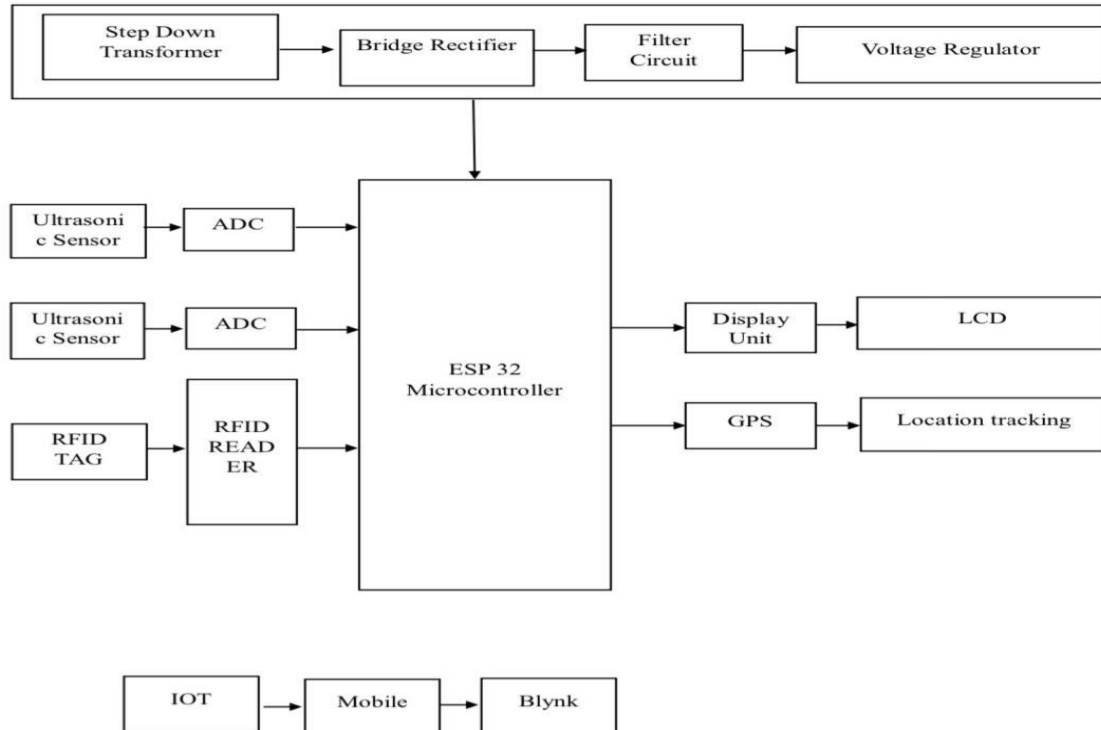 Step Down
Transformer
Bridge Rectifier
Filter
Circuit
Voltage Regulator
Ultrasoni
c Sensor
ADC
Ultrasoni
c Sensor
ADC
RFID
TAG
RFID
READ
ER
ESP 32
Microcontroller
Display
Unit
LCD
GPS
Location tracking
IOT
Mobile
Blynk